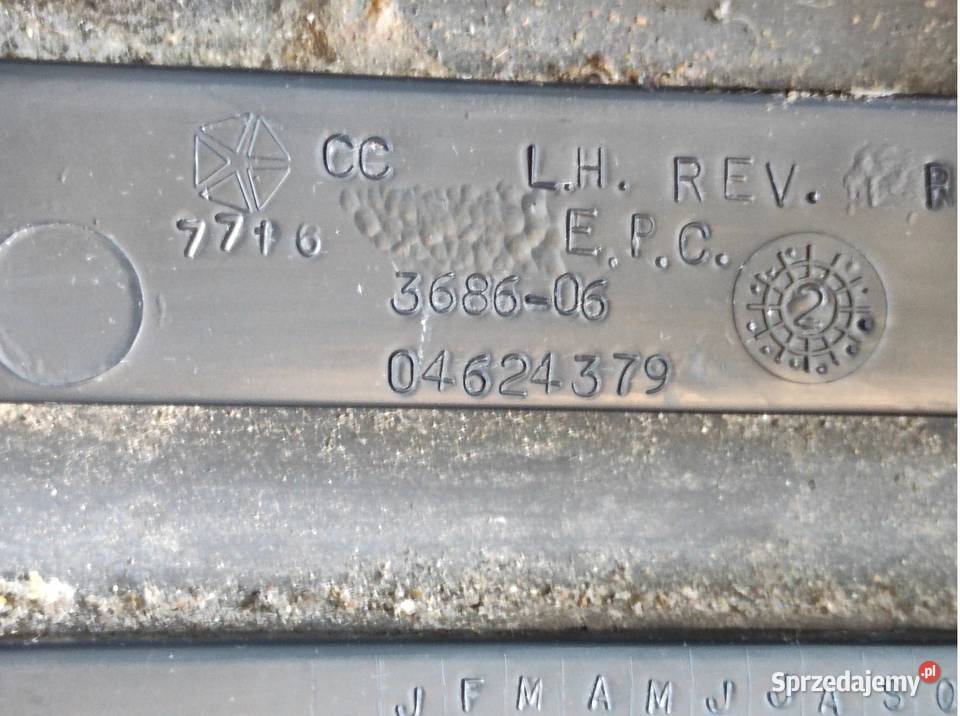 CC L.H. REV. R
7716 E.P.C.
3686-06
2
04624379
J F M A M J J A S O
Sprzedajemy.pl